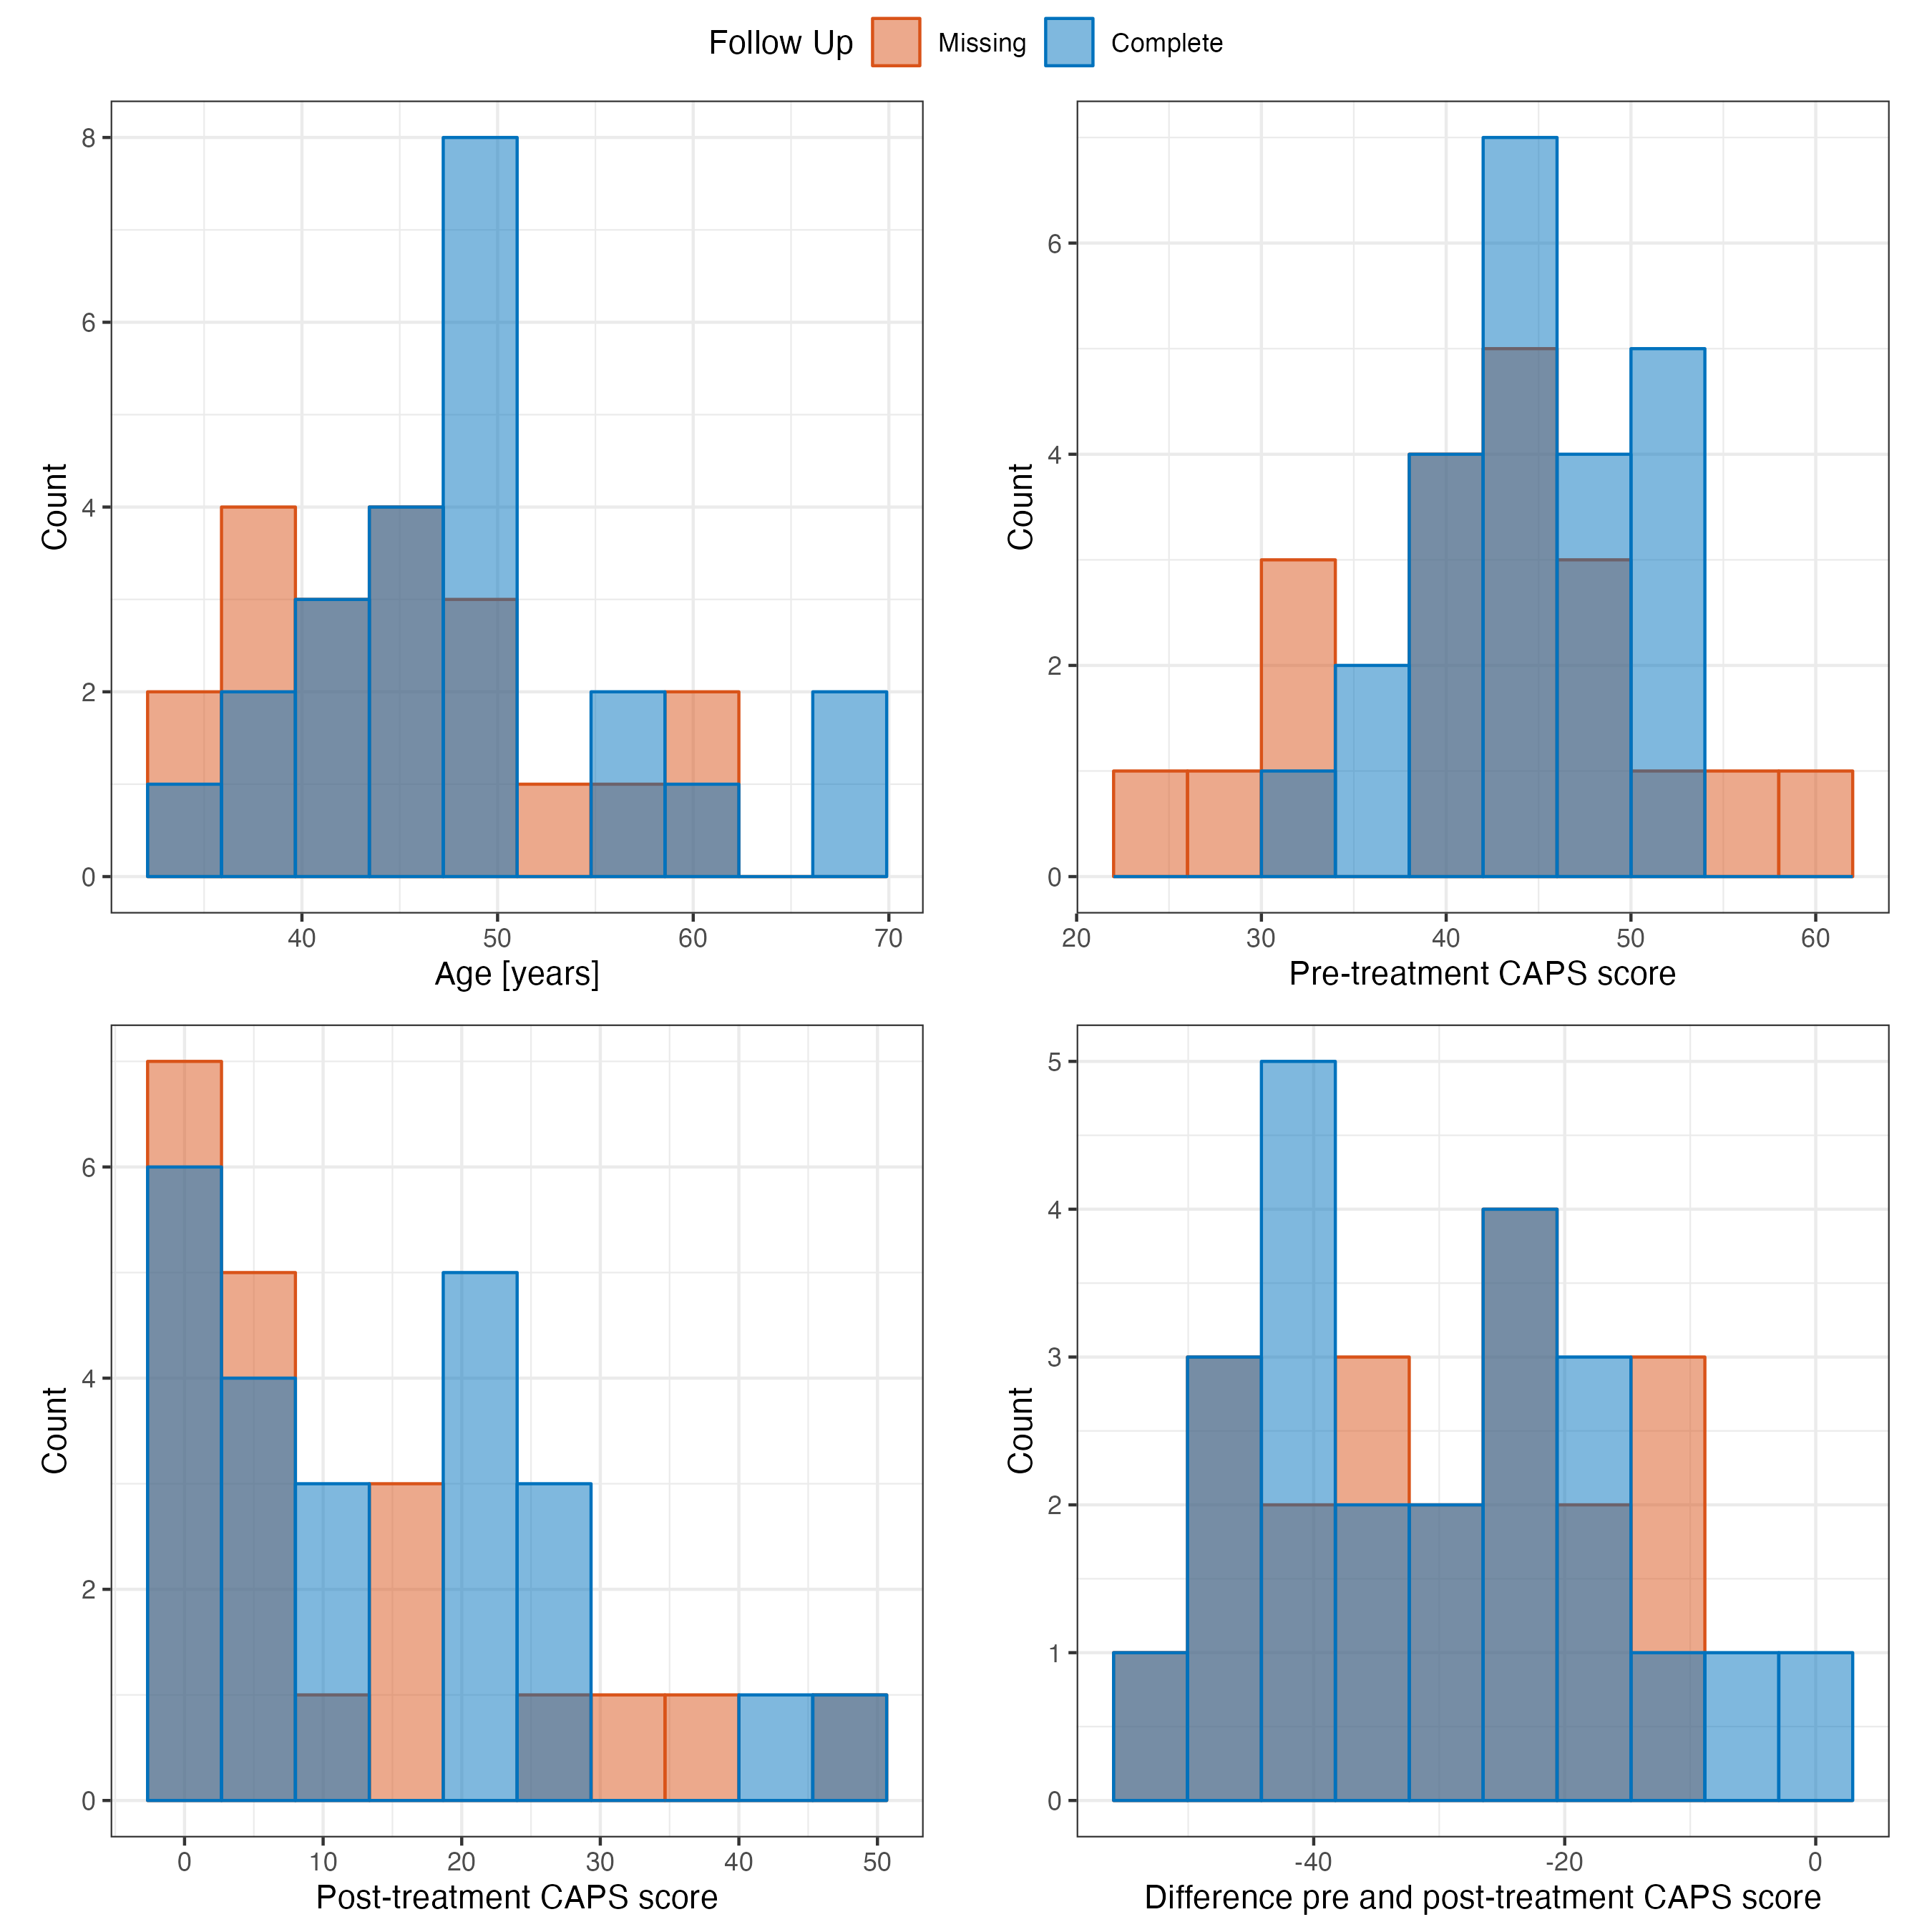 Follow Up Missing Complete
8
6
4
2
0
Count
40 50 60 70
Age [years]
6
4
2
0
Count
20 30 40 50 60
Pre-treatment CAPS score
6
4
2
0
Count
0 10 20 30 40 50
Post-treatment CAPS score
5
4
3
2
1
0
Count
-40 -20 0
Difference pre and post-treatment CAPS score